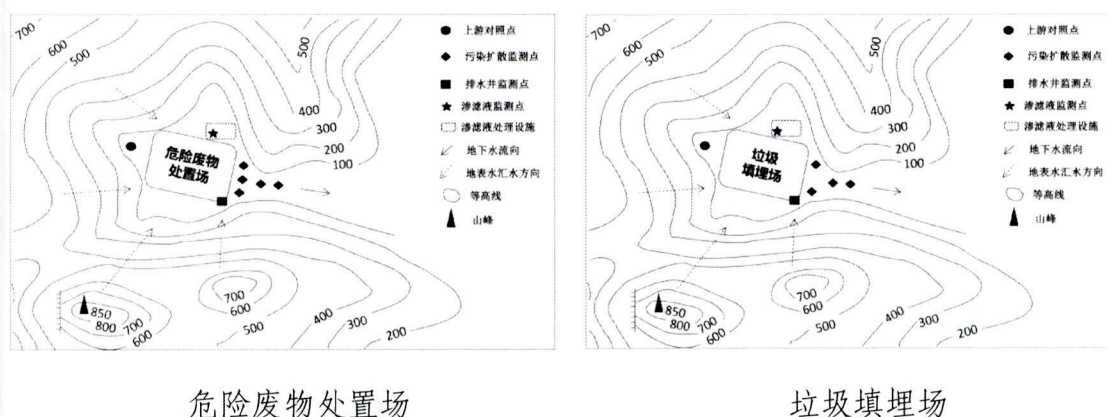 700
600
500
500
400
300
200
100
危险废物
处置场
850
800
700
600
700
600
500
400
300
200
上游对照点
污染扩散监测点
排水井监测点
渗滤液监测点
渗滤液处理设施
地下水流向
地表水汇水方向
等高线
山峰
危险废物处置场
700
600
500
500
400
300
200
100
垃圾
填埋场
850
800
700
600
700
600
500
400
300
200
上游对照点
污染扩散监测点
排水井监测点
渗滤液监测点
渗滤液处理设施
地下水流向
地表水汇水方向
等高线
山峰
垃圾填埋场